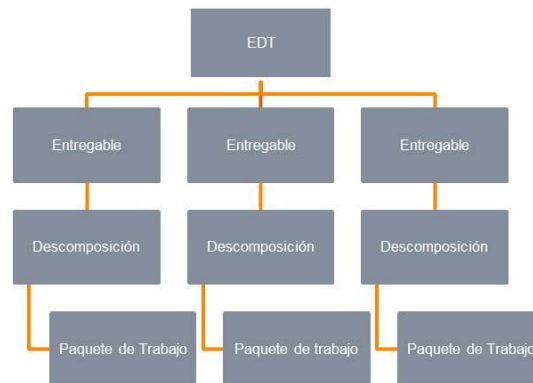 EDT
Entregable
Entregable
Entregable
Descomposición
Descomposición
Descomposición
Paquete de Trabajo
Paquete de trabajo
Paquete de Trabajo